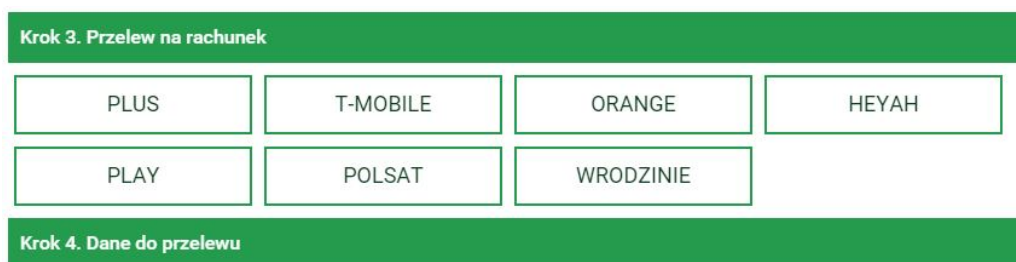 Krok 3. Przelew na rachunek
PLUS T-MOBILE ORANGE HEYAH
PLAY POLSAT WRODZINIE
Krok 4. Dane do przelewu